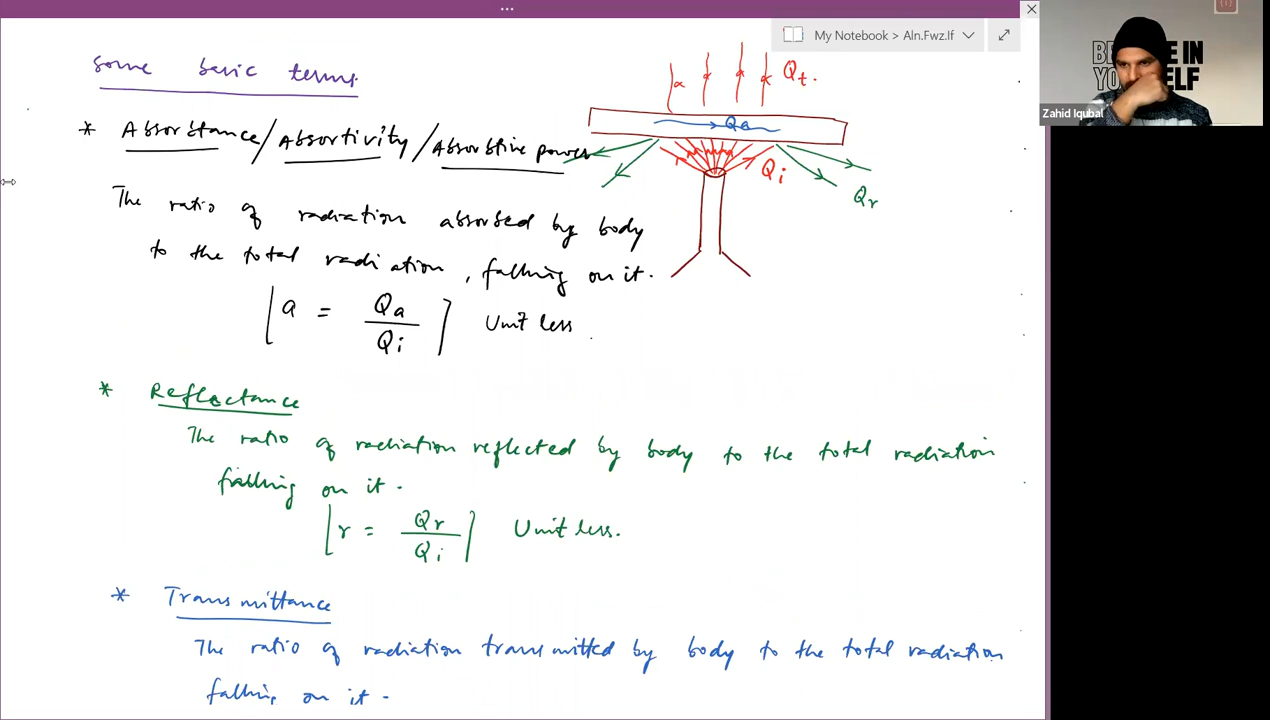 My Notebook > Aln.Fwz.If
Zahid Iqubal
some basic terms
Qt.
* Absorstance/Absortivity/Absorbtive power
Qa
Qi
Qr
The ratio of radiation absorbed by body
to the total radiation, falling on it.
a = Qa/Qi Unit less
* Reflectance
The ratio of radiation reflected by body to the total radiation
falling on it.
r = Qr/Qi Unit less.
* Transmittance
The ratio of radiation transmitted by body to the total radiation
falling on it.